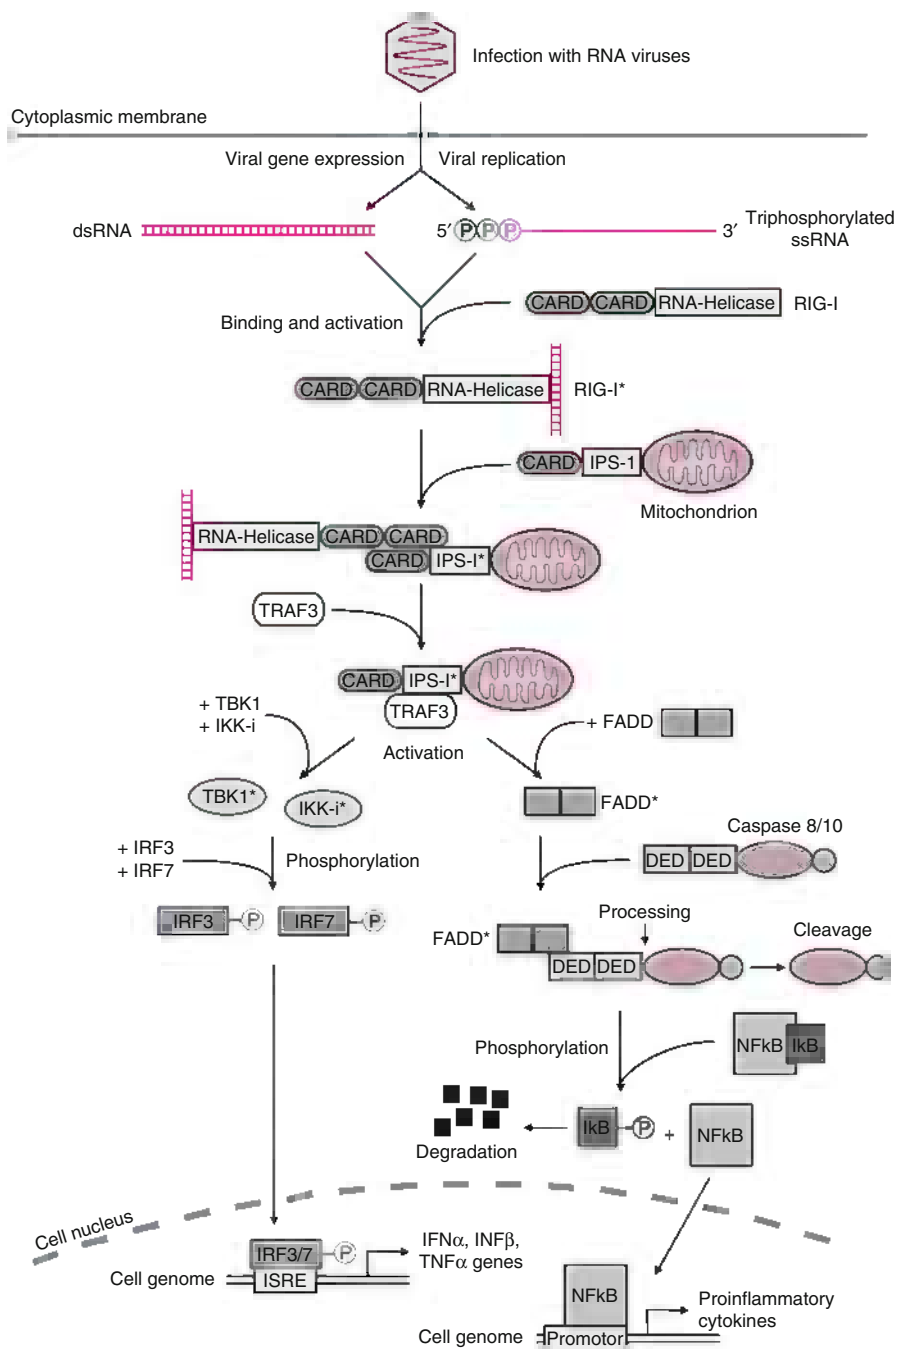 Infection with RNA viruses
Cytoplasmic membrane
Viral gene expression
Viral replication
dsRNA
5′ P P P
3′
Triphosphorylated
ssRNA
CARD CARD RNA-Helicase RIG-I
Binding and activation
CARD CARD RNA-Helicase RIG-I*
CARD IPS-1
Mitochondrion
RNA-Helicase CARD CARD
CARD IPS-I*
TRAF3
CARD IPS-I*
TRAF3
+ TBK1
+ IKK-i
Activation
+ FADD
TBK1*
IKK-i*
FADD*
Caspase 8/10
+ IRF3
+ IRF7
Phosphorylation
DED DED
IRF3 P
IRF7 P
Processing
FADD*
Cleavage
DED DED
Phosphorylation
NFkB IkB
IkB P + NFkB
Degradation
Cell nucleus
IRF3/7 P
IFNα, INFβ,
TNFα genes
Cell genome
ISRE
NFkB
Proinflammatory
cytokines
Cell genome
Promotor